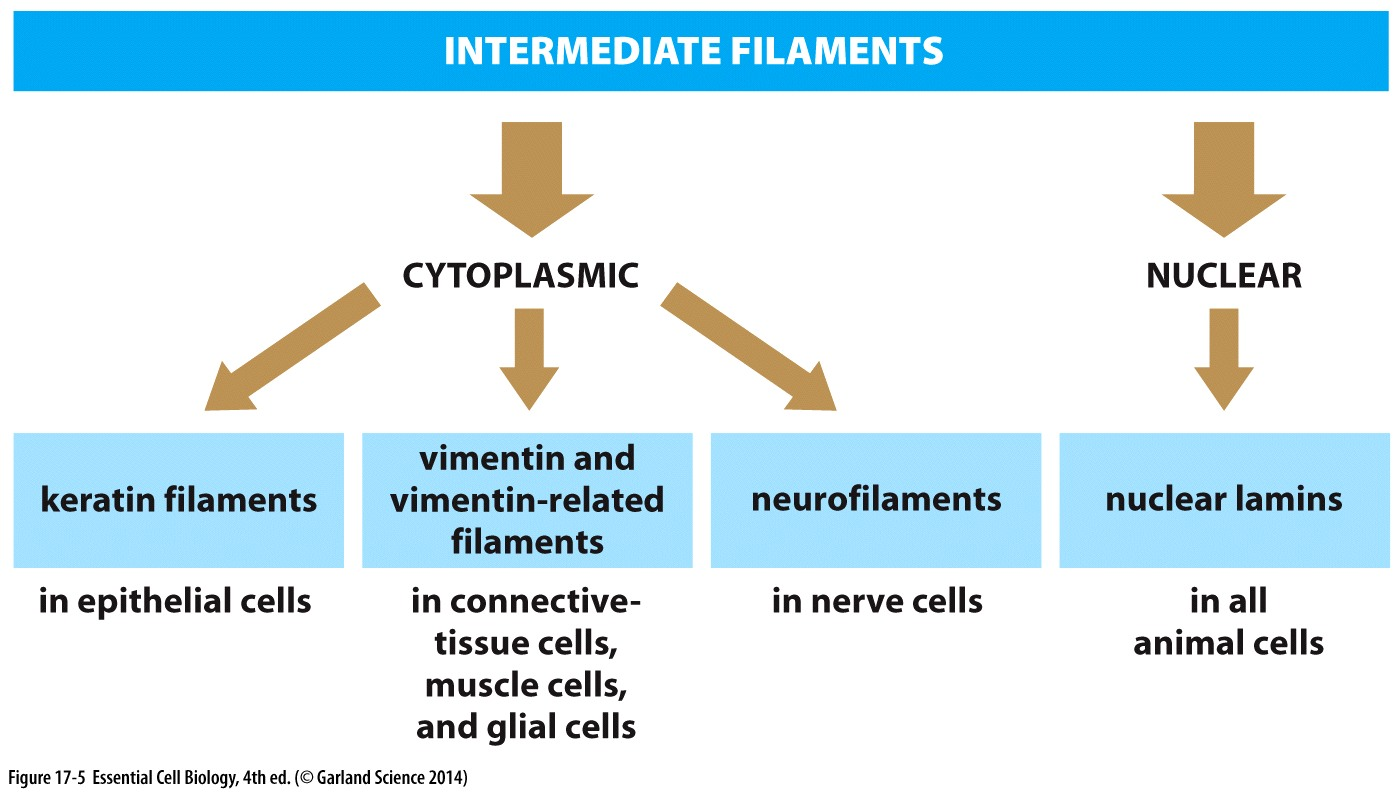 INTERMEDIATE FILAMENTS
CYTOPLASMIC
NUCLEAR
keratin filaments
vimentin and
vimentin-related
filaments
neurofilaments
nuclear lamins
in epithelial cells
in connective-
tissue cells,
muscle cells,
and glial cells
in nerve cells
in all
animal cells
Figure 17-5 Essential Cell Biology, 4th ed. (© Garland Science 2014)